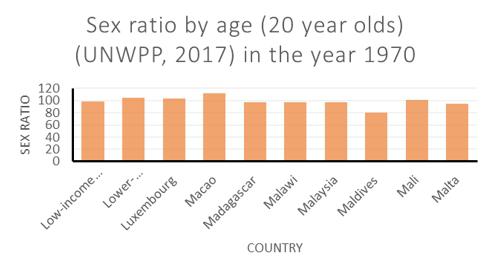 Sex ratio by age (20 year olds)
(UNWPP, 2017) in the year 1970
120
100
80
60
40
20
0
SEX RATIO
Low-income...
Lower-...
Luxembourg
Macao
Madagascar
Malawi
Malaysia
Maldives
Mali
Malta
COUNTRY